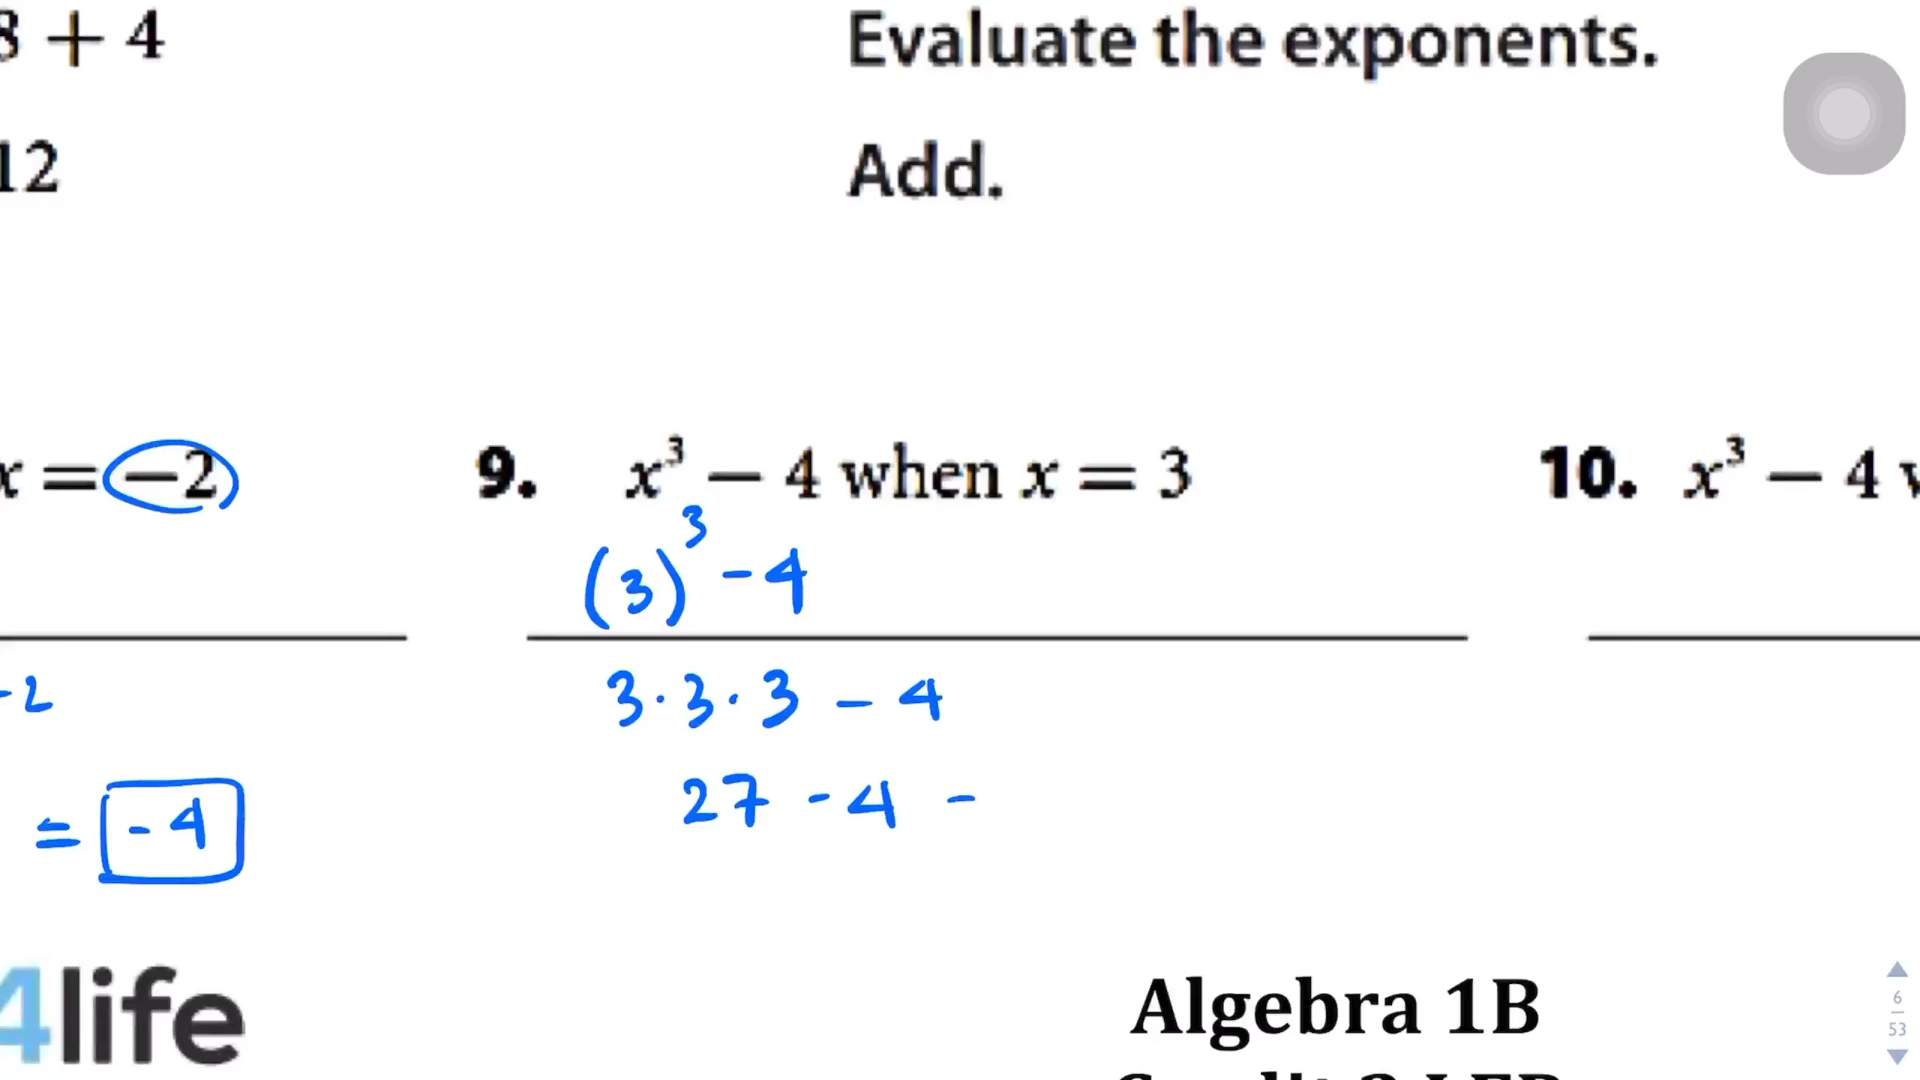 8 + 4
Evaluate the exponents.
12
Add.
x = −2
9. x³ − 4 when x = 3
10. x³ − 4
(3)³ - 4
-2
3 · 3 · 3 - 4
27 - 4 -
= -4
4life
Algebra 1B
6
53